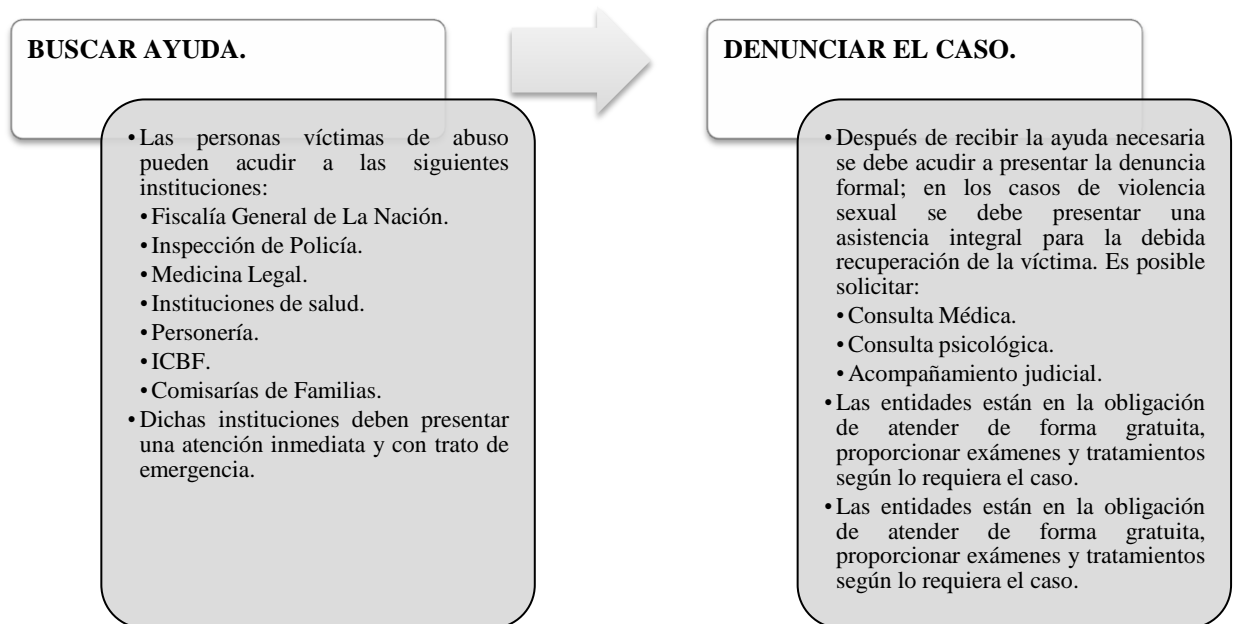 BUSCAR AYUDA.
• Las personas víctimas de abuso
pueden acudir a las siguientes
instituciones:
• Fiscalía General de La Nación.
• Inspección de Policía.
• Medicina Legal.
• Instituciones de salud.
• Personería.
• ICBF.
• Comisarías de Familias.
• Dichas instituciones deben presentar
una atención inmediata y con trato de
emergencia.
DENUNCIAR EL CASO.
• Después de recibir la ayuda necesaria
se debe acudir a presentar la denuncia
formal; en los casos de violencia
sexual se debe presentar una
asistencia integral para la debida
recuperación de la víctima. Es posible
solicitar:
• Consulta Médica.
• Consulta psicológica.
• Acompañamiento judicial.
• Las entidades están en la obligación
de atender de forma gratuita,
proporcionar exámenes y tratamientos
según lo requiera el caso.
• Las entidades están en la obligación
de atender de forma gratuita,
proporcionar exámenes y tratamientos
según lo requiera el caso.